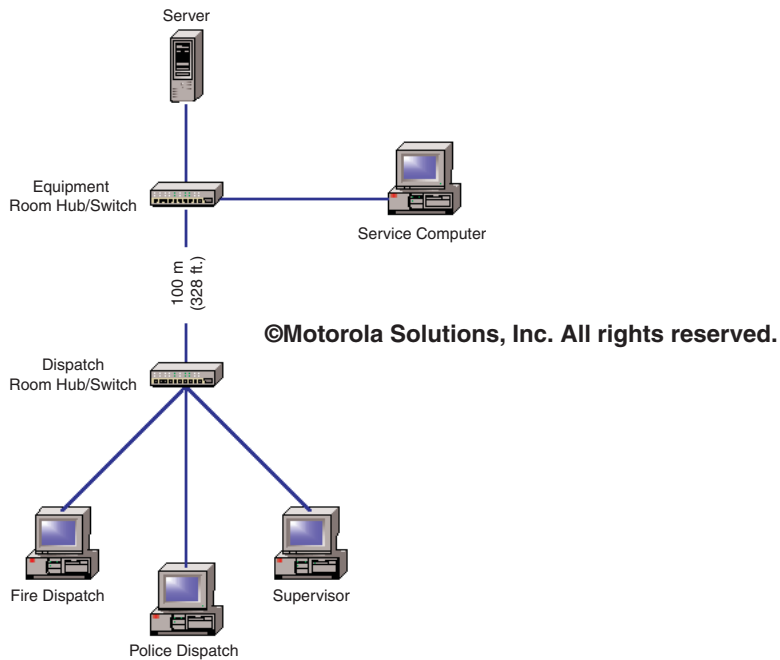 Server
Equipment
Room Hub/Switch
Service Computer
100 m
(328 ft.)
©Motorola Solutions, Inc. All rights reserved.
Dispatch
Room Hub/Switch
Fire Dispatch
Supervisor
Police Dispatch